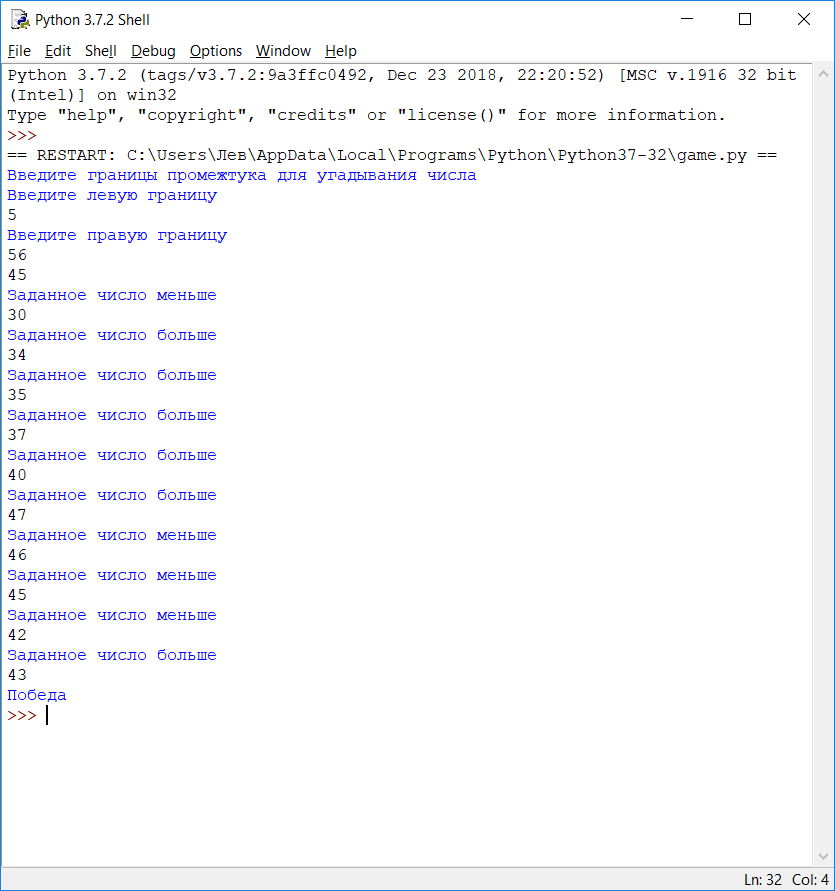 Python 3.7.2 Shell
File Edit Shell Debug Options Window Help
Python 3.7.2 (tags/v3.7.2:9a3ffc0492, Dec 23 2018, 22:20:52) [MSC v.1916 32 bit
(Intel)] on win32
Type "help", "copyright", "credits" or "license()" for more information.
>>>
== RESTART: C:\Users\Лев\AppData\Local\Programs\Python\Python37-32\game.py ==
Введите границы промежтука для угадывания числа
Введите левую границу
5
Введите правую границу
56
45
Заданное число меньше
30
Заданное число больше
34
Заданное число больше
35
Заданное число больше
37
Заданное число больше
40
Заданное число больше
47
Заданное число меньше
46
Заданное число меньше
45
Заданное число меньше
42
Заданное число больше
43
Победа
>>>
Ln: 32 Col: 4